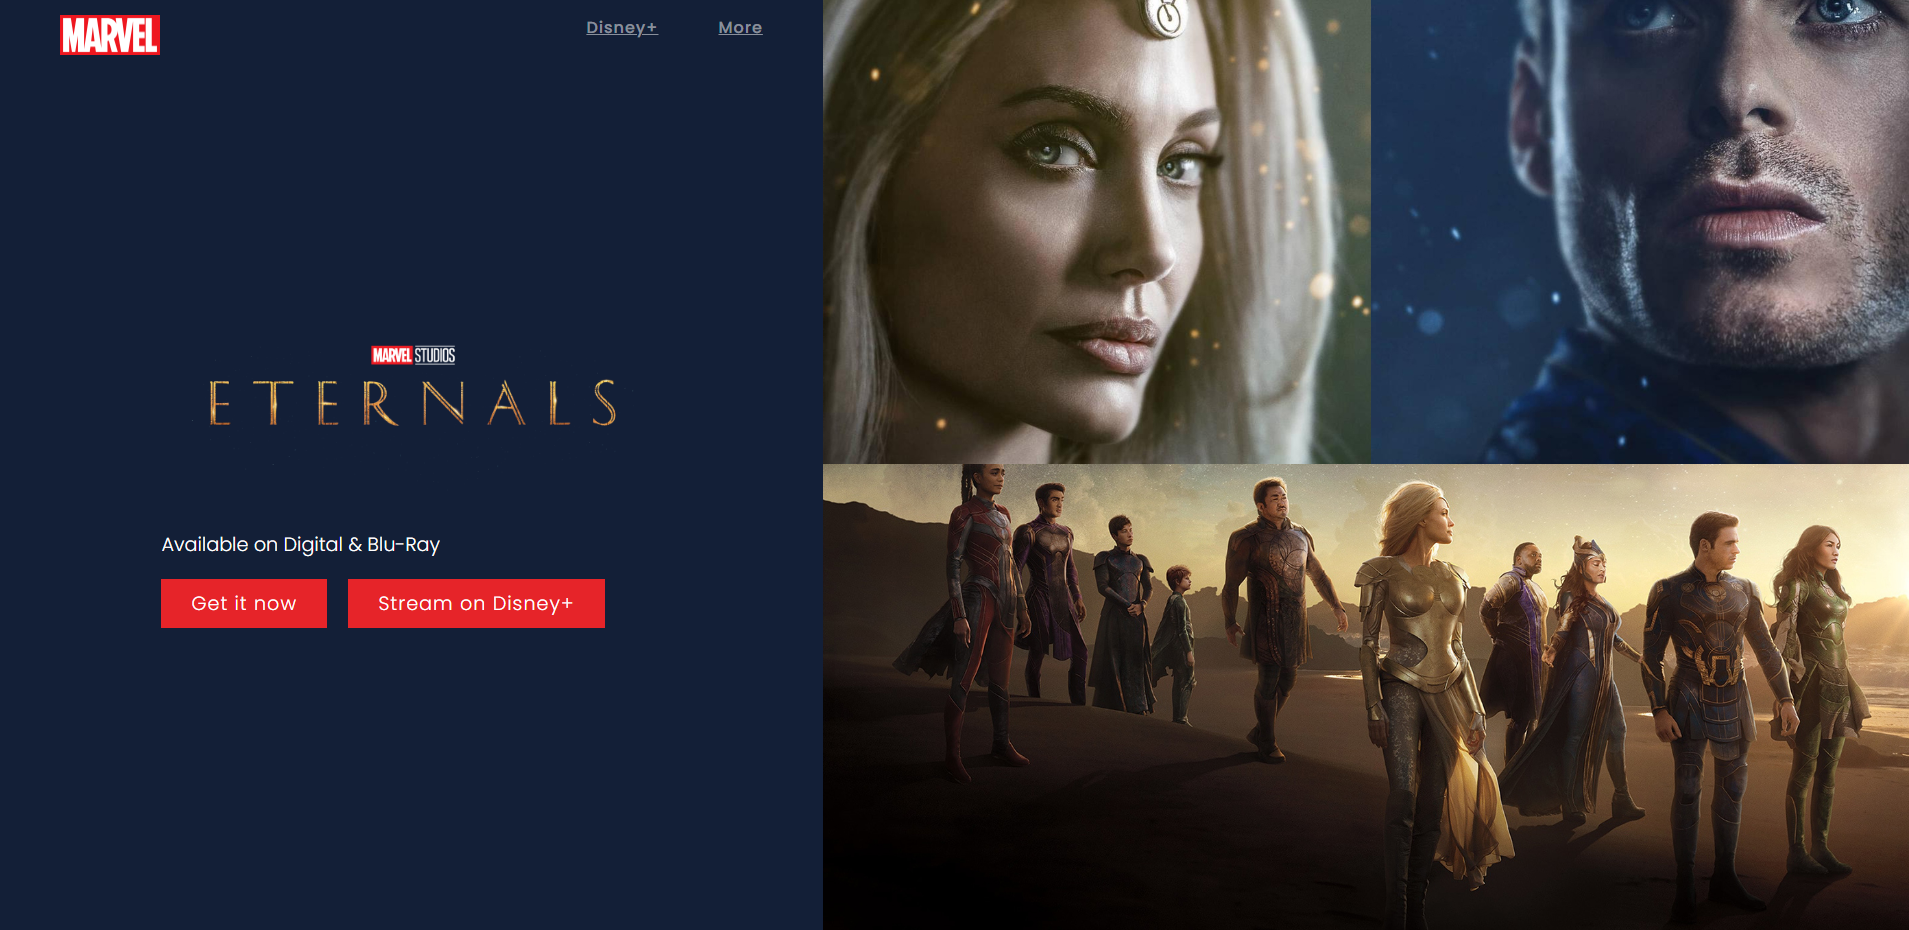 MARVEL
Disney+ More
MARVEL STUDIOS
ETERNALS
Available on Digital & Blu-Ray
Get it now
Stream on Disney+